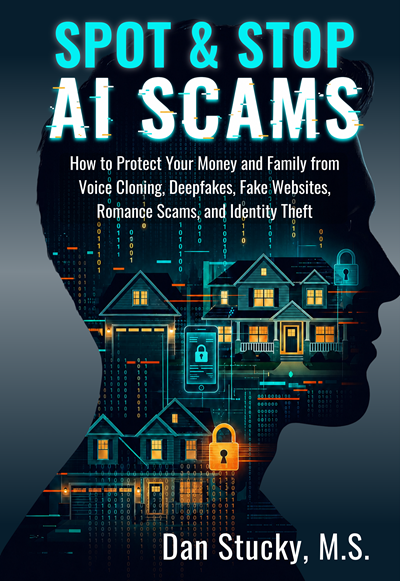 SPOT & STOP
AI SCAMS
How to Protect Your Money and Family from
Voice Cloning, Deepfakes, Fake Websites,
Romance Scams, and Identity Theft
Dan Stucky, M.S.